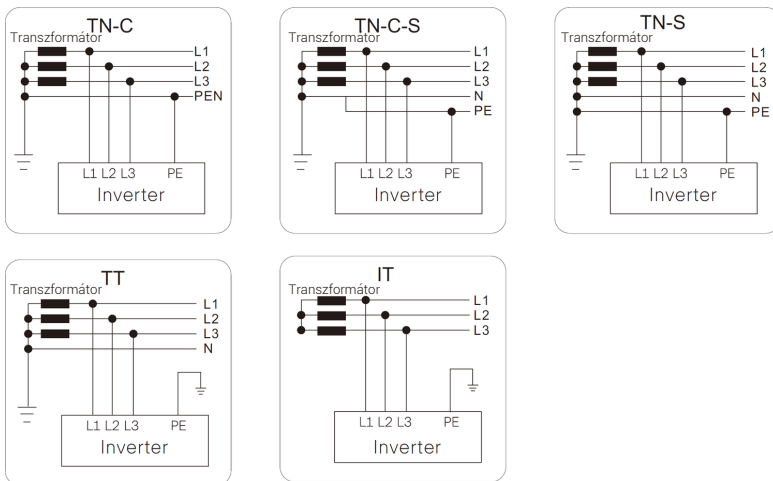 TN-C
Transzformátor
L1
L2
L3
PEN
L1 L2 L3 PE
Inverter
TN-C-S
Transzformátor
L1
L2
L3
N
PE
L1 L2 L3 PE
Inverter
TN-S
Transzformátor
L1
L2
L3
N
PE
L1 L2 L3 PE
Inverter
TT
Transzformátor
L1
L2
L3
N
L1 L2 L3 PE
Inverter
IT
Transzformátor
L1
L2
L3
L1 L2 L3 PE
Inverter